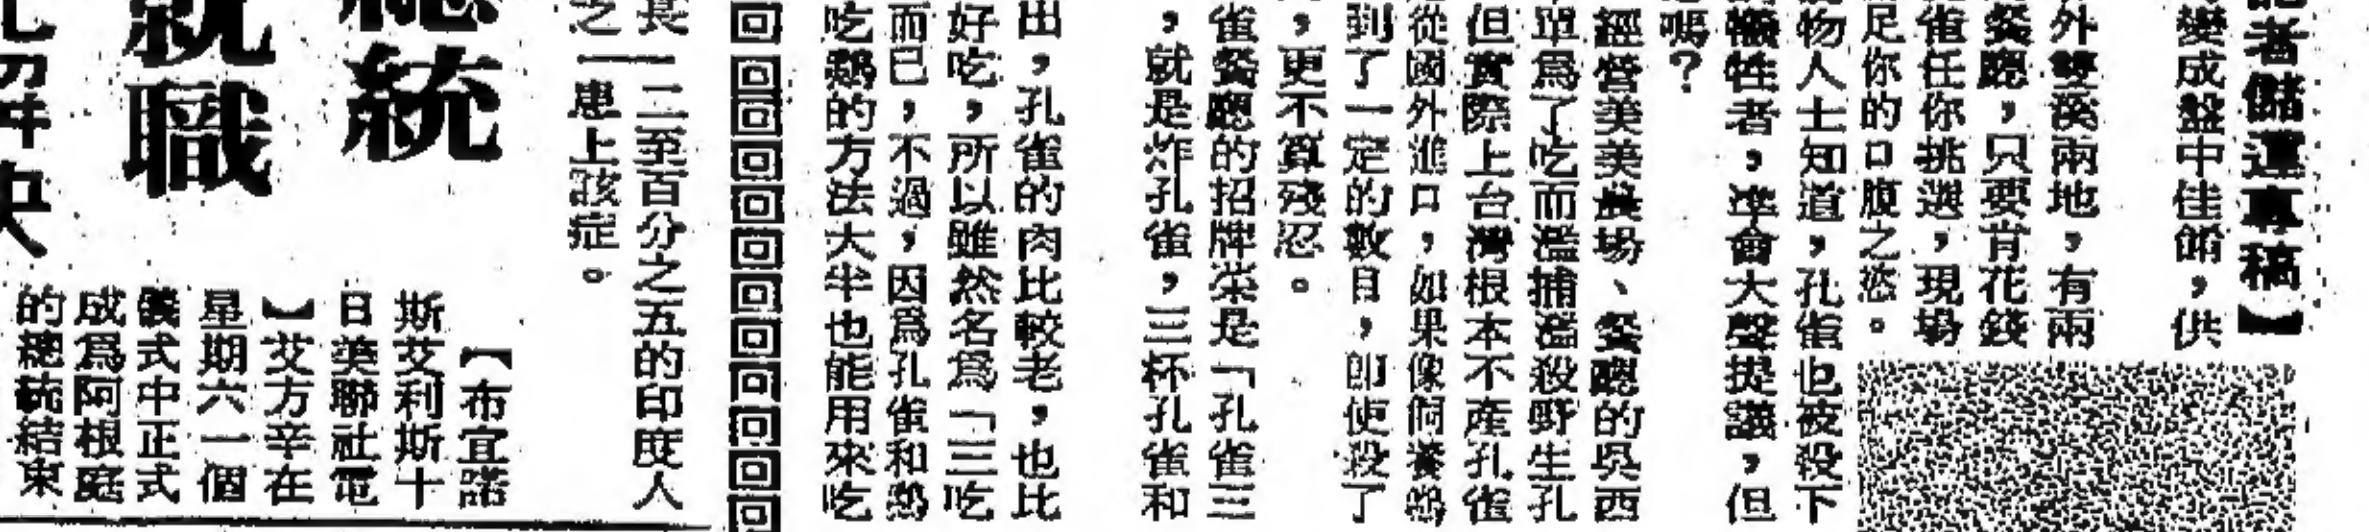 記者儲運專稿】
變成盤中佳餚，供
外雙溪兩地，有兩
餐廳，只要肯花錢
雀任你挑選，現場
足你的口腹之慾。
物人士知道，孔雀也被殺下
犧牲者，準會大聲提議，但
嗎？
經營美美農場、餐廳的吳西
單為了吃而濫捕濫殺野生孔
但實際上台灣根本不產孔雀
從國外進口，如果像飼養鷄
到了一定的數目，即使殺了
，更不算殘忍。
雀餐廳的招牌菜是「孔雀三
，就是炸孔雀，三杯孔雀和
出，孔雀的肉比較老，也比
好吃，所以雖然名為「三吃
而已，不過，因為孔雀和鷄
吃鵝的方法大半也能用來吃
長一二至百分之五的印度人
之一患上該症。
總統
就職
【布宜諾
斯艾利斯十
日美聯社電
】艾方辛在
星期六一個
儀式中正式
成為阿根庭
的總統結束
決